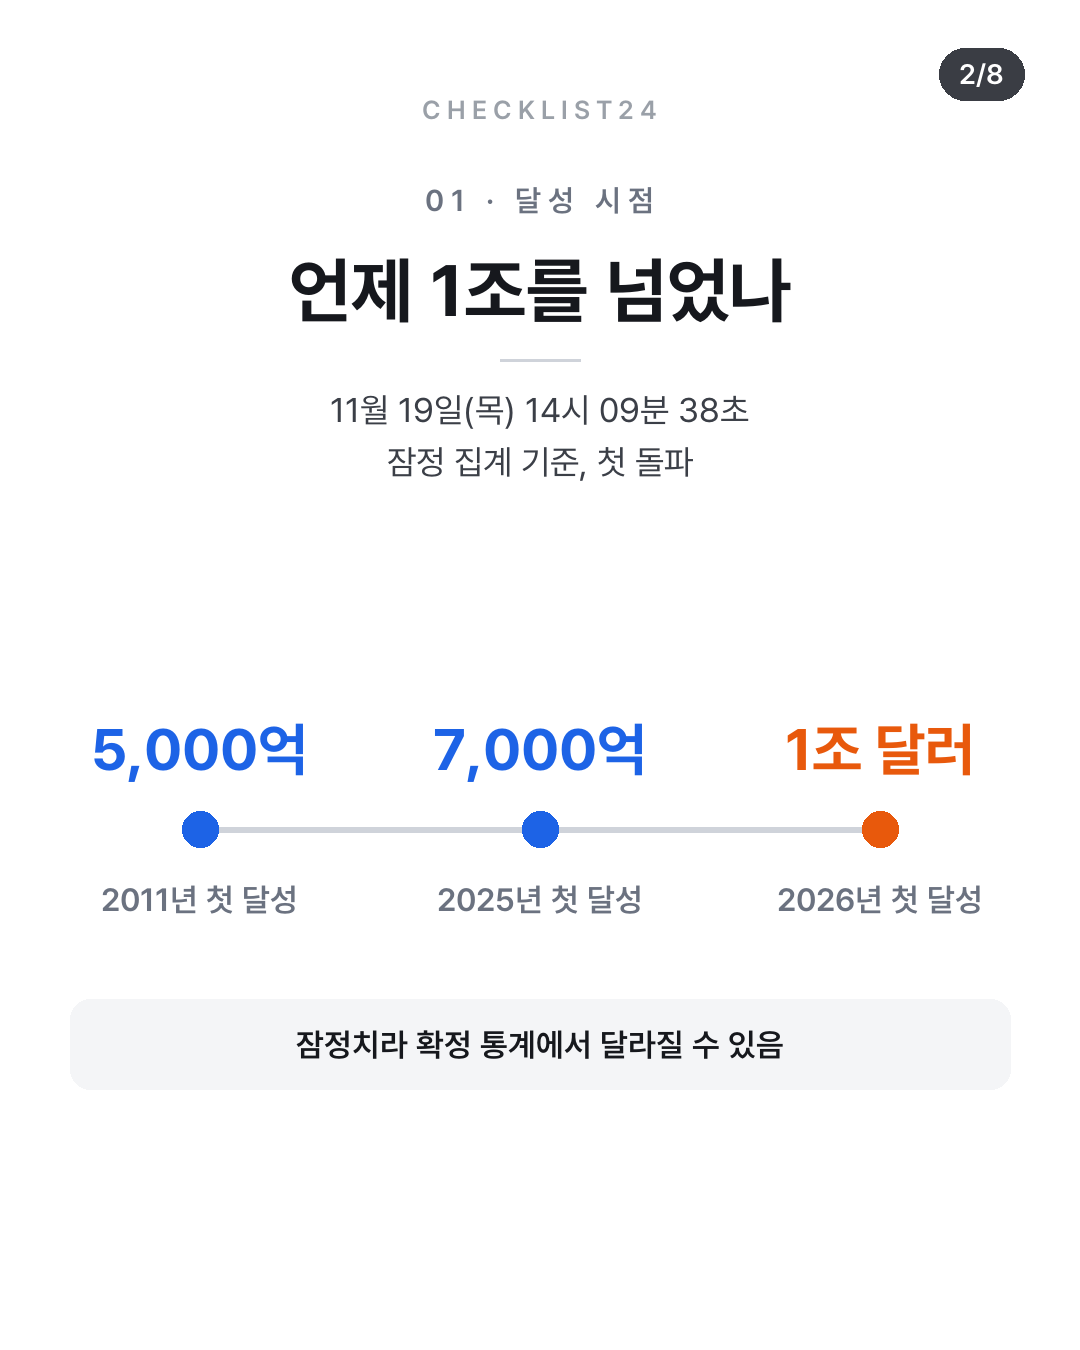 2/8
CHECKLIST24
01 · 달성 시점
언제 1조를 넘었나
11월 19일(목) 14시 09분 38초
잠정 집계 기준, 첫 돌파
5,000억 7,000억 1조 달러
2011년 첫 달성 2025년 첫 달성 2026년 첫 달성
잠정치라 확정 통계에서 달라질 수 있음